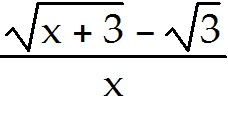 √x + 3 − √3
x